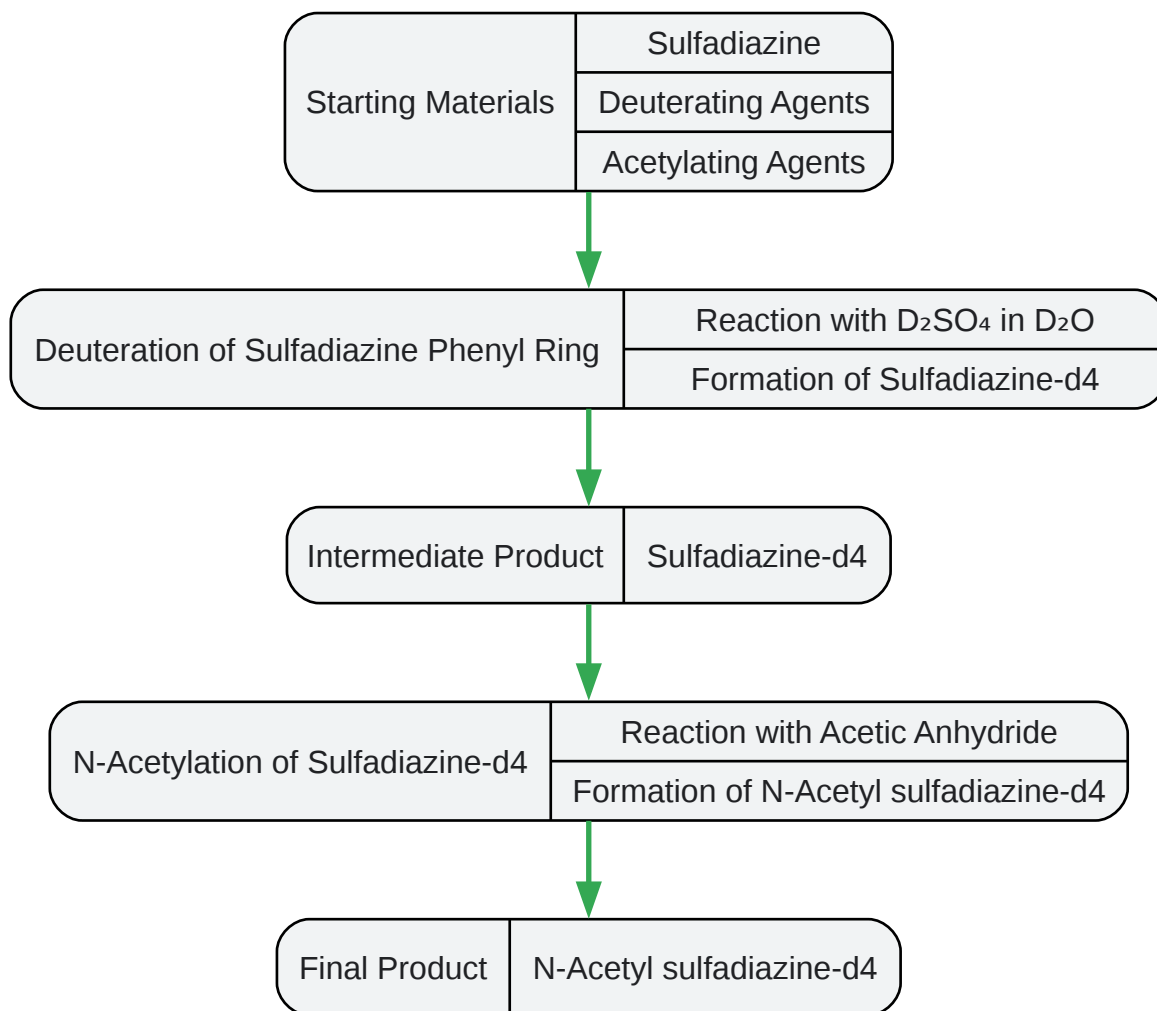 Starting Materials
Sulfadiazine
Deuterating Agents
Acetylating Agents
Deuteration of Sulfadiazine Phenyl Ring
Reaction with D₂SO₄ in D₂O
Formation of Sulfadiazine-d4
Intermediate Product
Sulfadiazine-d4
N-Acetylation of Sulfadiazine-d4
Reaction with Acetic Anhydride
Formation of N-Acetyl sulfadiazine-d4
Final Product
N-Acetyl sulfadiazine-d4